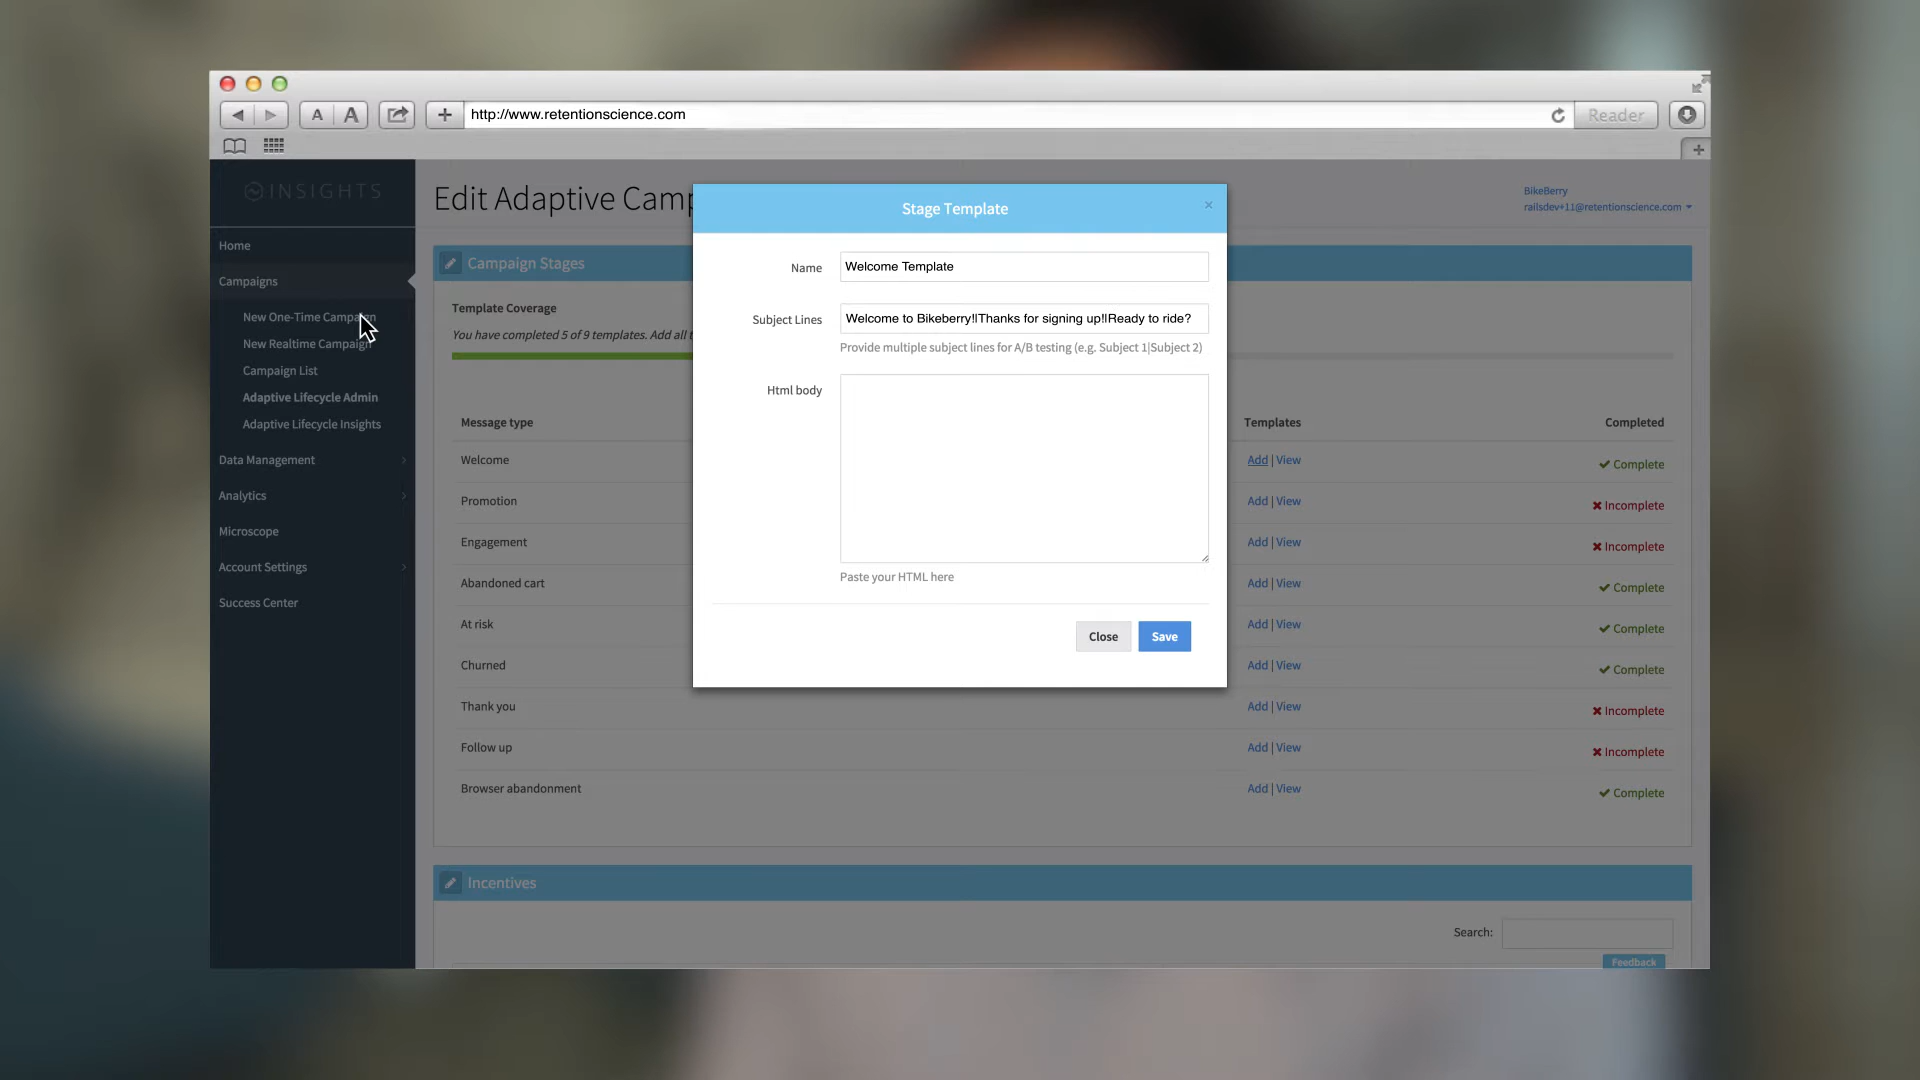 A A + http://www.retentionscience.com Reader
+
INSIGHTS
Edit Adaptive Camp
BikeBerry
railsdev+11@retentionscience.com
Stage Template ×
Home
Campaigns
New One-Time Campaign
New Realtime Campaign
Campaign List
Adaptive Lifecycle Admin
Adaptive Lifecycle Insights
Data Management
Analytics
Microscope
Account Settings
Success Center
Campaign Stages
Template Coverage
You have completed 5 of 9 templates. Add all t
Name Welcome Template
Subject Lines Welcome to Bikeberry!|Thanks for signing up!|Ready to ride?
Provide multiple subject lines for A/B testing (e.g. Subject 1|Subject 2)
Html body
Paste your HTML here
Close Save
Message type Templates Completed
Welcome Add | View Complete
Promotion Add | View Incomplete
Engagement Add | View Incomplete
Abandoned cart Add | View Complete
At risk Add | View Complete
Churned Add | View Complete
Thank you Add | View Incomplete
Follow up Add | View Incomplete
Browser abandonment Add | View Complete
Incentives
Search:
Feedback